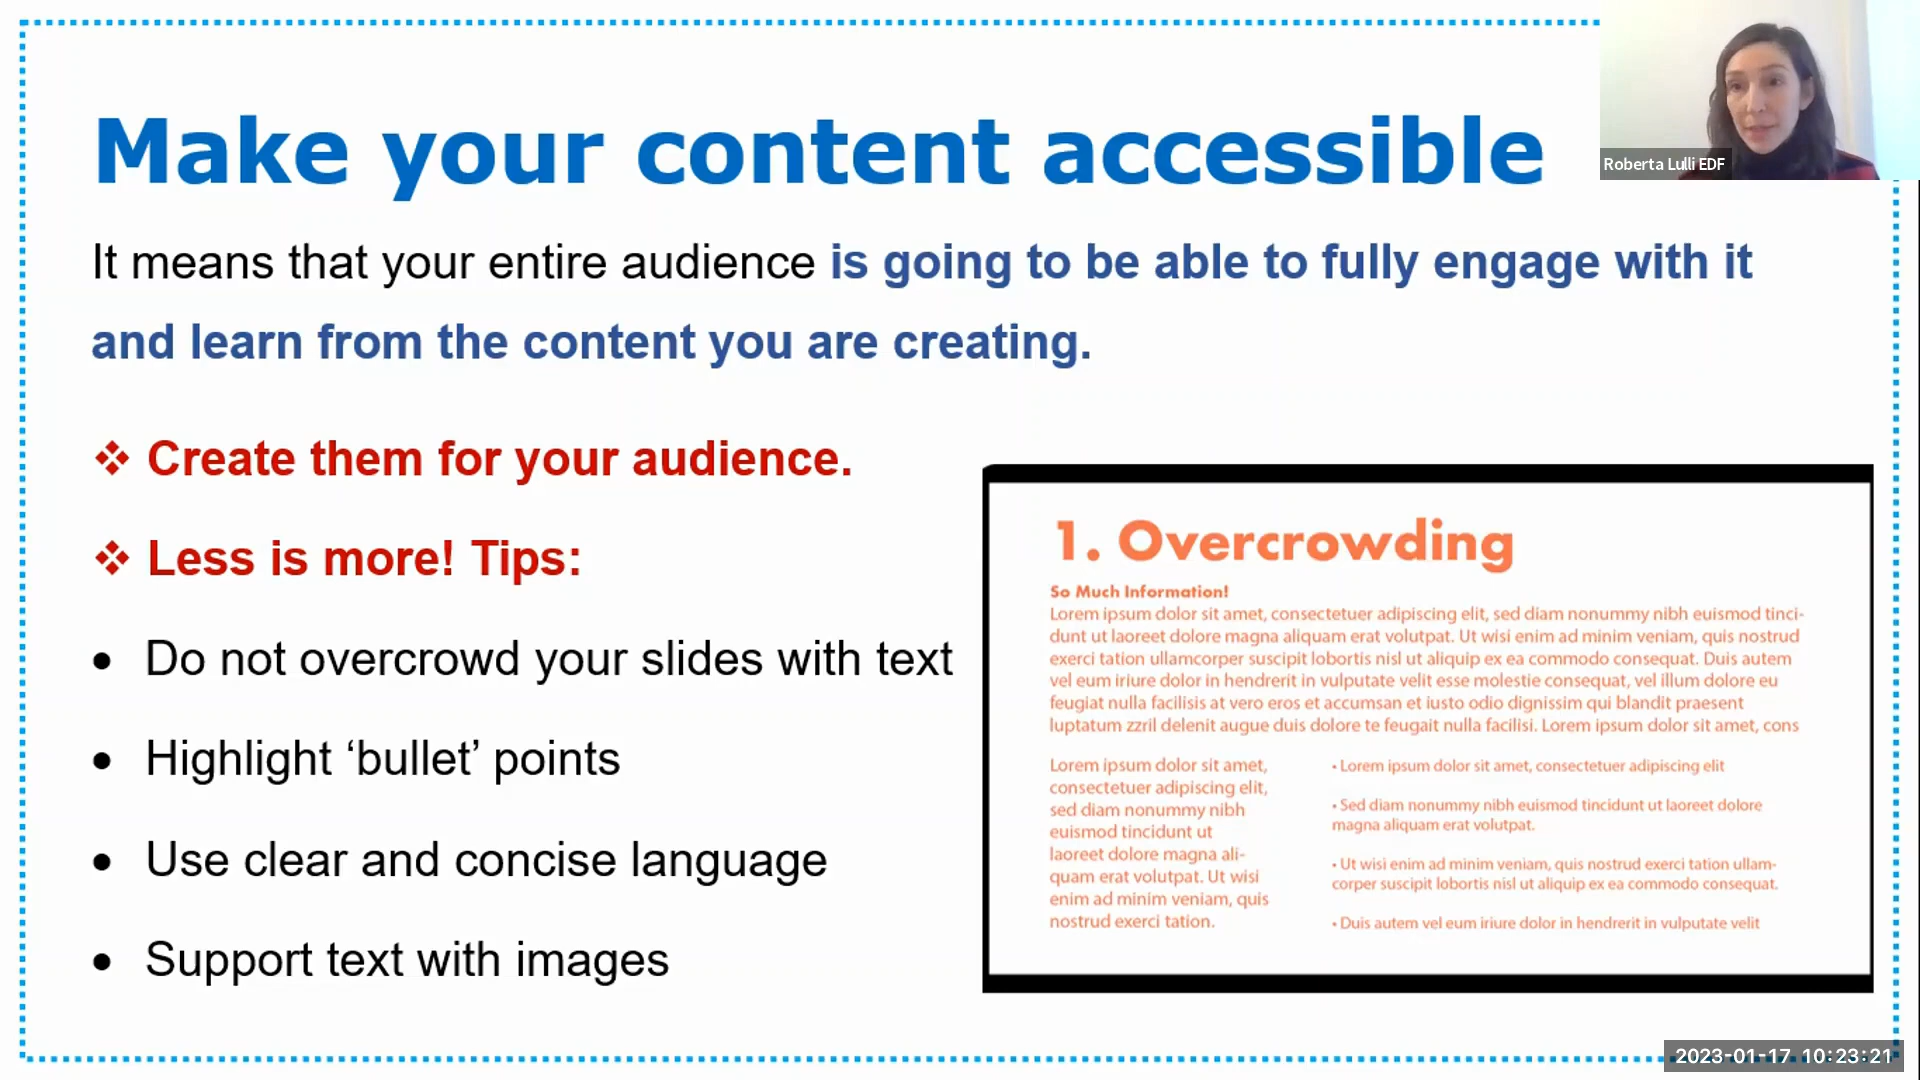 Make your content accessible
Roberta Lulli EDF
It means that your entire audience is going to be able to fully engage with it
and learn from the content you are creating.
❖ Create them for your audience.
❖ Less is more! Tips:
• Do not overcrowd your slides with text
• Highlight ‘bullet’ points
• Use clear and concise language
• Support text with images
1. Overcrowding
So Much Information!
Lorem ipsum dolor sit amet, consectetuer adipiscing elit, sed diam nonummy nibh euismod tinci-
dunt ut laoreet dolore magna aliquam erat volutpat. Ut wisi enim ad minim veniam, quis nostrud
exerci tation ullamcorper suscipit lobortis nisl ut aliquip ex ea commodo consequat. Duis autem
vel eum iriure dolor in hendrerit in vulputate velit esse molestie consequat, vel illum dolore eu
feugiat nulla facilisis at vero eros et accumsan et iusto odio dignissim qui blandit praesent
luptatum zzril delenit augue duis dolore te feugait nulla facilisi. Lorem ipsum dolor sit amet, cons
Lorem ipsum dolor sit amet,
consectetuer adipiscing elit,
sed diam nonummy nibh
euismod tincidunt ut
laoreet dolore magna ali-
quam erat volutpat. Ut wisi
enim ad minim veniam, quis
nostrud exerci tation.
• Lorem ipsum dolor sit amet, consectetuer adipiscing elit
• Sed diam nonummy nibh euismod tincidunt ut laoreet dolore
magna aliquam erat volutpat.
• Ut wisi enim ad minim veniam, quis nostrud exerci tation ullam-
corper suscipit lobortis nisl ut aliquip ex ea commodo consequat.
• Duis autem vel eum iriure dolor in hendrerit in vulputate velit
2023-01-17 10:23:21